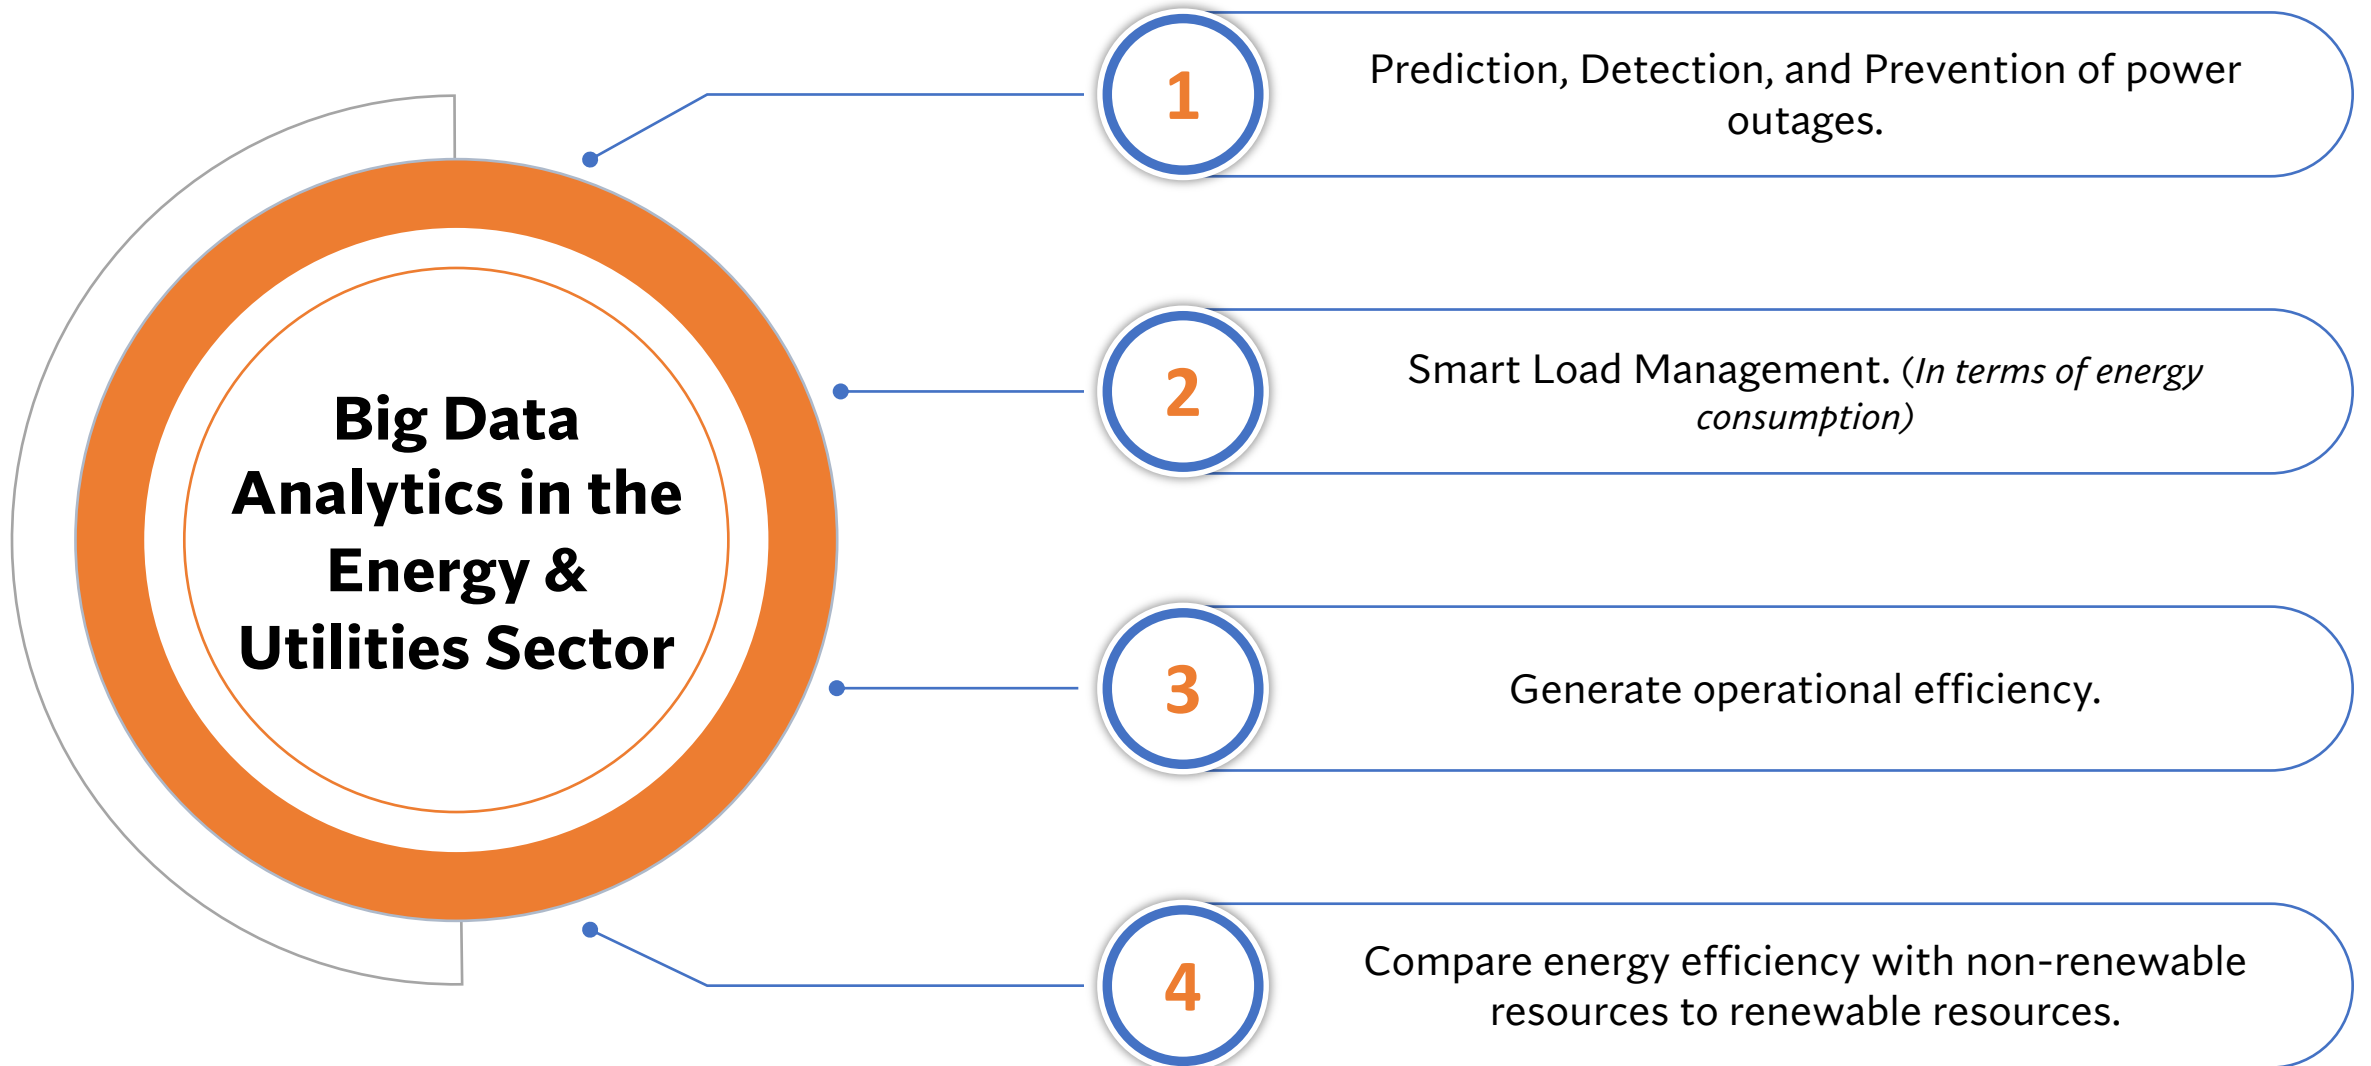 Big Data
Analytics in the
Energy &
Utilities Sector
1
Prediction, Detection, and Prevention of power
outages.
2
Smart Load Management. (In terms of energy
consumption)
3
Generate operational efficiency.
4
Compare energy efficiency with non-renewable
resources to renewable resources.